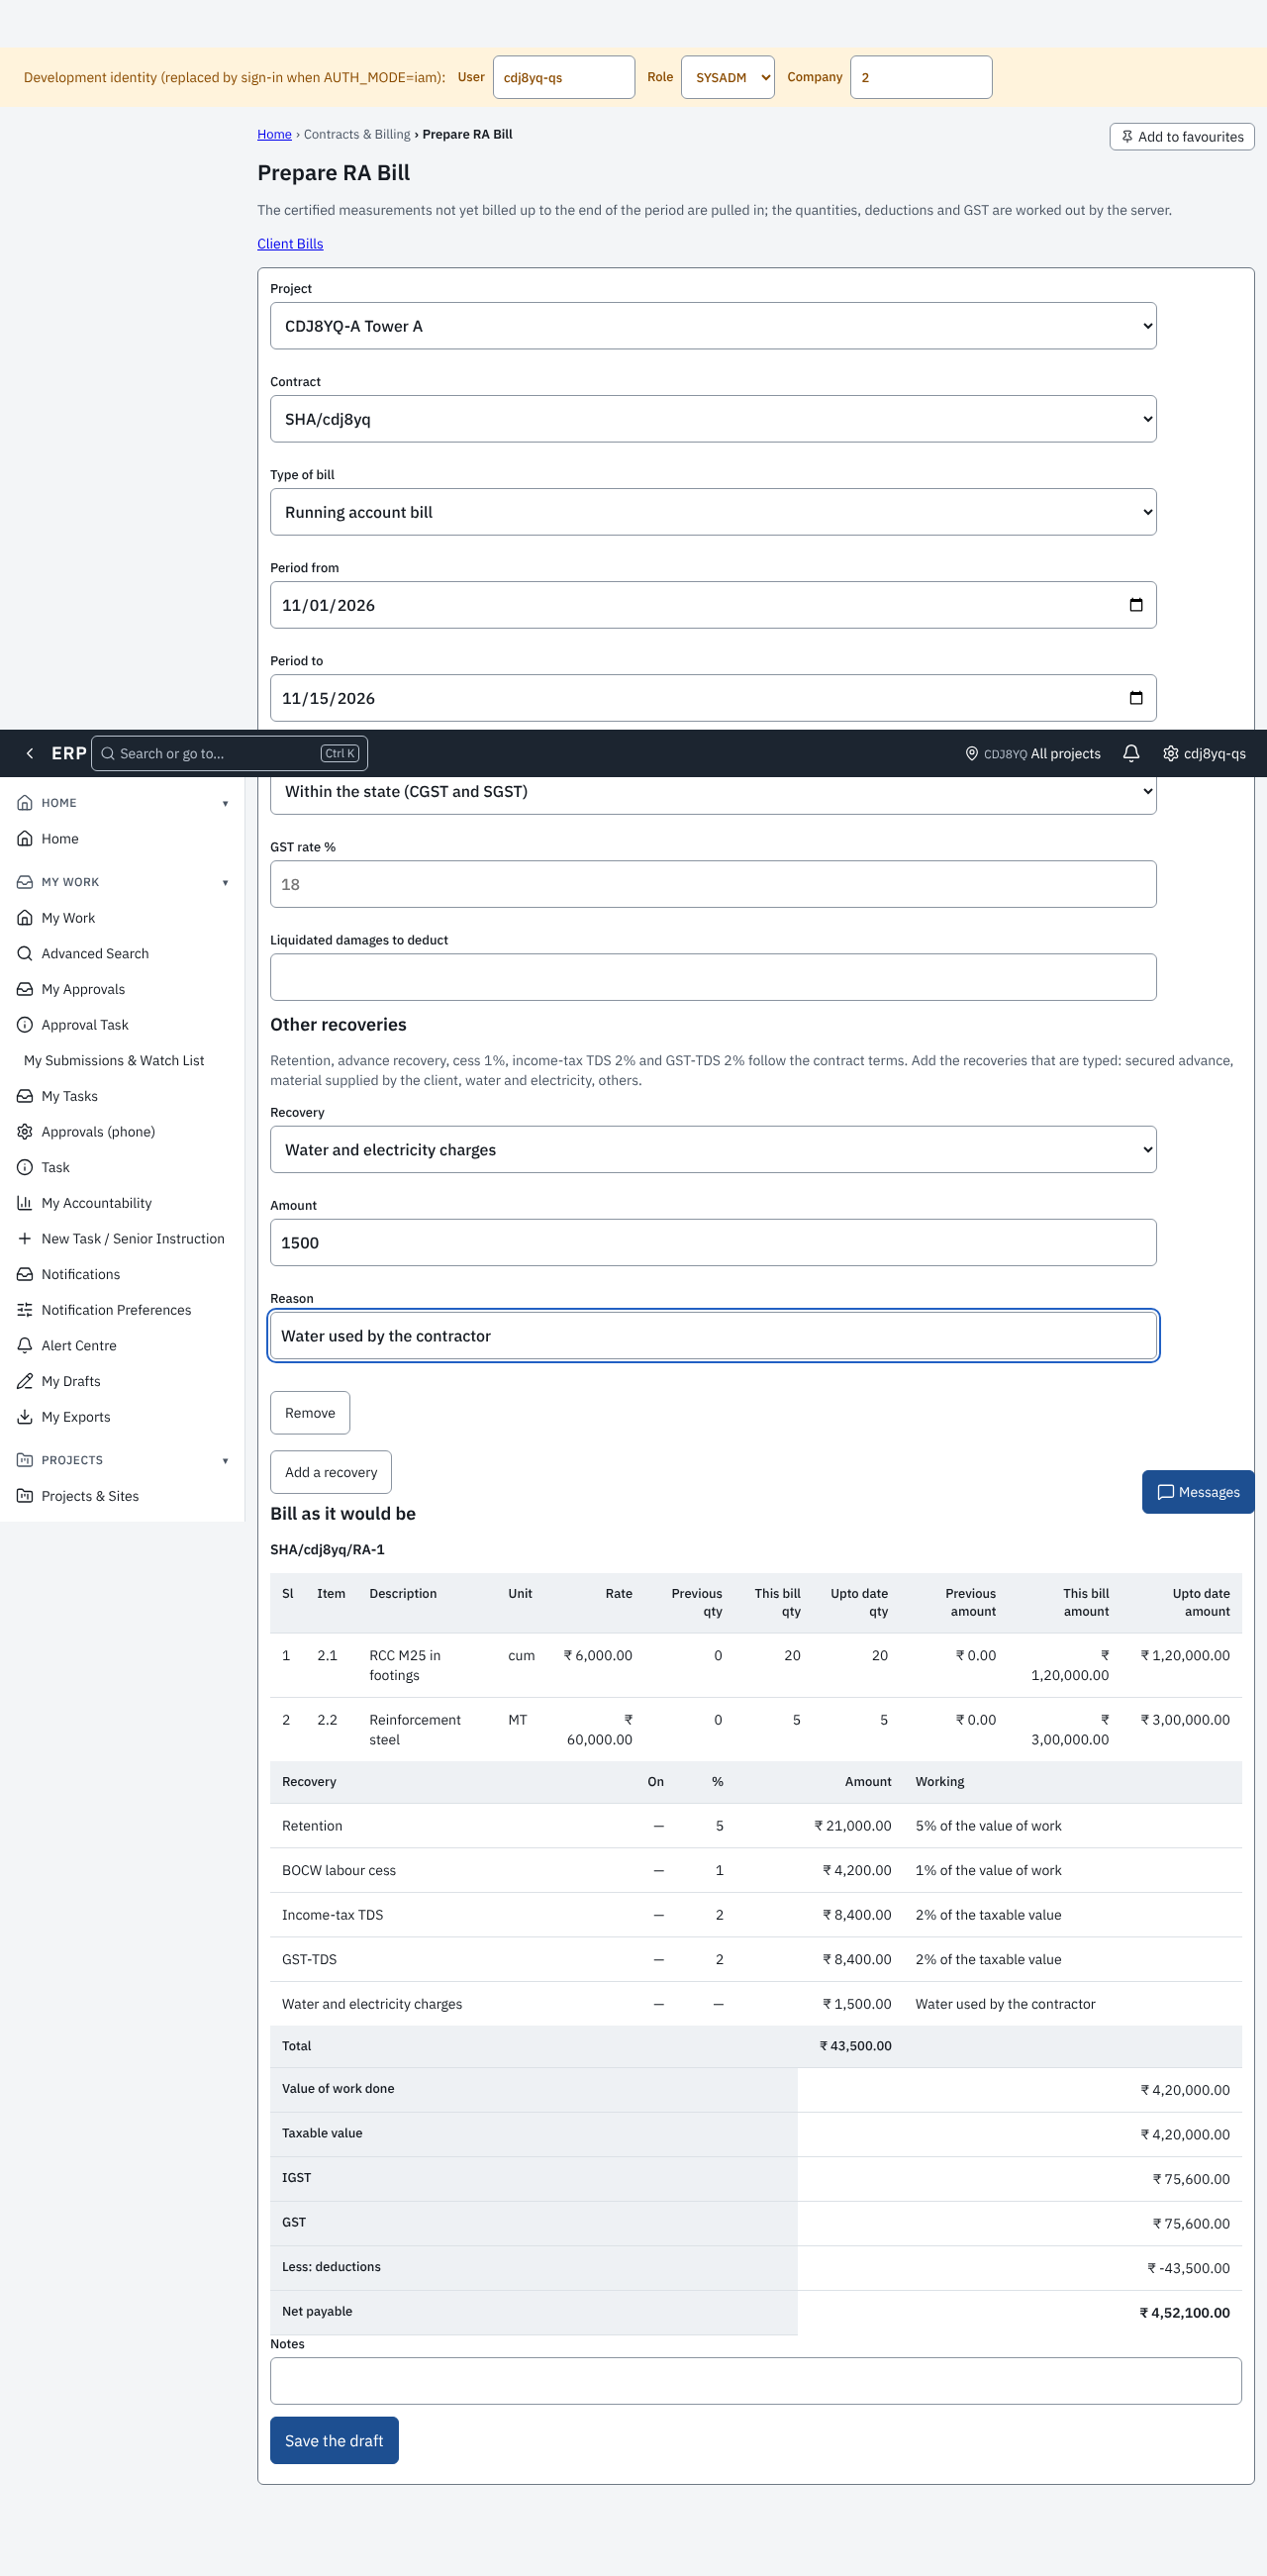 Development identity (replaced by sign-in when AUTH_MODE=iam): User cdj8yq-qs Role SYSADM Company 2
Home › Contracts & Billing › Prepare RA Bill
Add to favourites
Prepare RA Bill
The certified measurements not yet billed up to the end of the period are pulled in; the quantities, deductions and GST are worked out by the server.
Client Bills
Project
CDJ8YQ-A Tower A
Contract
SHA/cdj8yq
Type of bill
Running account bill
Period from
11/01/2026
Period to
11/15/2026
ERP Search or go to... Ctrl K CDJ8YQ All projects cdj8yq-qs
HOME
Home
MY WORK
My Work
Advanced Search
My Approvals
Approval Task
My Submissions & Watch List
My Tasks
Approvals (phone)
Task
My Accountability
New Task / Senior Instruction
Notifications
Notification Preferences
Alert Centre
My Drafts
My Exports
PROJECTS
Projects & Sites
Within the state (CGST and SGST)
GST rate %
18
Liquidated damages to deduct
Other recoveries
Retention, advance recovery, cess 1%, income-tax TDS 2% and GST-TDS 2% follow the contract terms. Add the recoveries that are typed: secured advance,
material supplied by the client, water and electricity, others.
Recovery
Water and electricity charges
Amount
1500
Reason
Water used by the contractor
Remove
Add a recovery
Messages
Bill as it would be
SHA/cdj8yq/RA-1
Sl Item Description Unit Rate Previous qty This bill qty Upto date qty Previous amount This bill amount Upto date amount
1 2.1 RCC M25 in footings cum ₹ 6,000.00 0 20 20 ₹ 0.00 ₹ 1,20,000.00 ₹ 1,20,000.00
2 2.2 Reinforcement steel MT ₹ 60,000.00 0 5 5 ₹ 0.00 ₹ 3,00,000.00 ₹ 3,00,000.00
Recovery On % Amount Working
Retention — 5 ₹ 21,000.00 5% of the value of work
BOCW labour cess — 1 ₹ 4,200.00 1% of the value of work
Income-tax TDS — 2 ₹ 8,400.00 2% of the taxable value
GST-TDS — 2 ₹ 8,400.00 2% of the taxable value
Water and electricity charges — — ₹ 1,500.00 Water used by the contractor
Total ₹ 43,500.00
Value of work done ₹ 4,20,000.00
Taxable value ₹ 4,20,000.00
IGST ₹ 75,600.00
GST ₹ 75,600.00
Less: deductions ₹ -43,500.00
Net payable ₹ 4,52,100.00
Notes
Save the draft